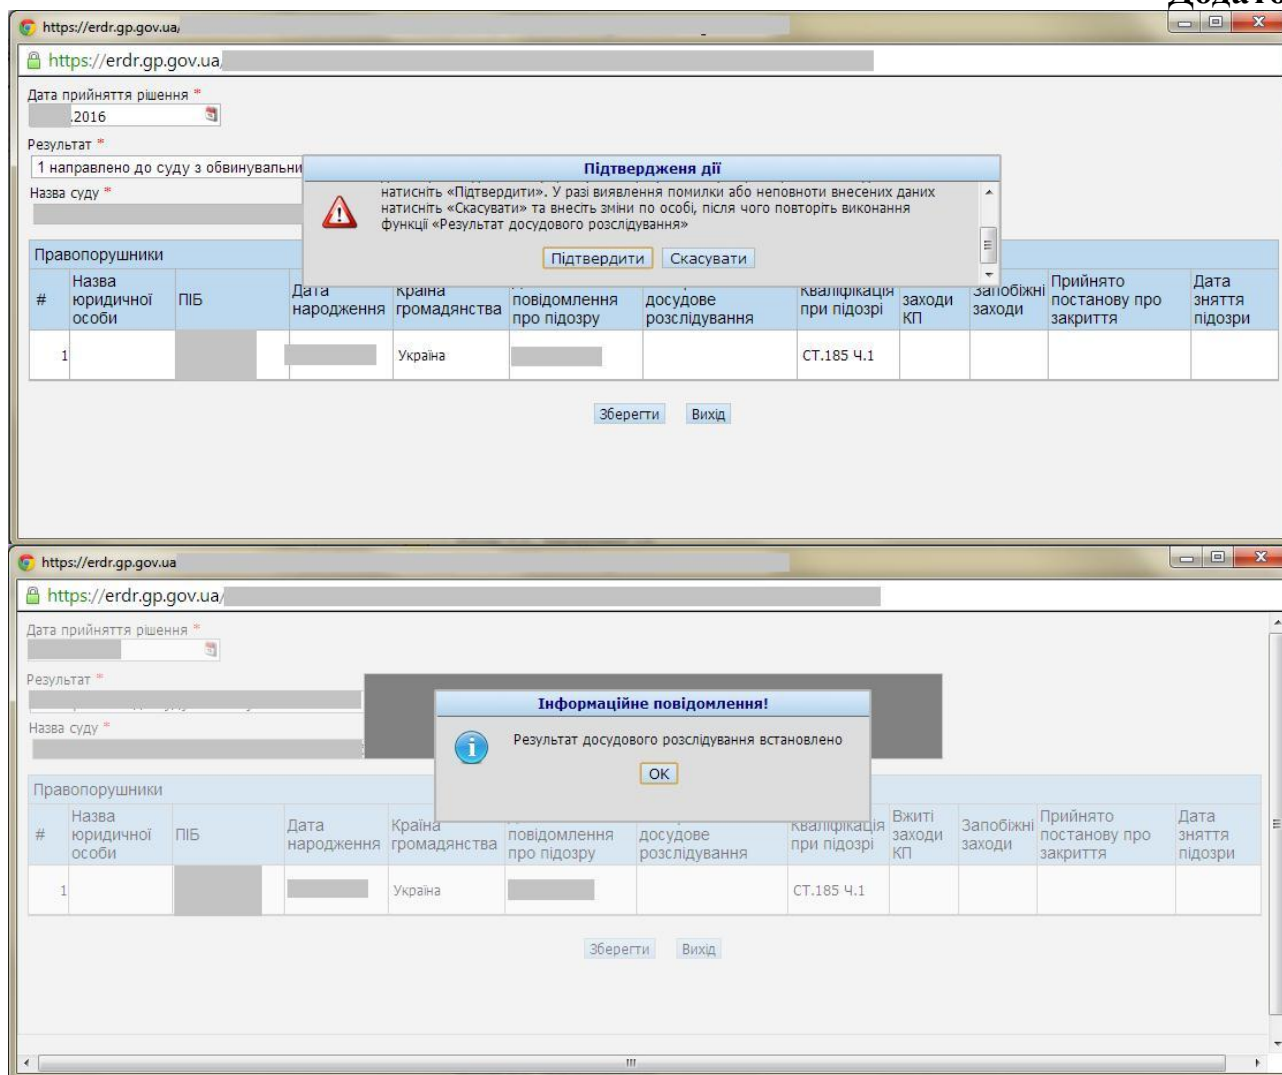 https://erdr.gp.gov.ua/
https://erdr.gp.gov.ua
Дата прийняття рішення *
.2016
Результат *
1 направлено до суду з
Назва суду *
Підтвердженя дії
натисніть «Підтвердити». У разі виявлення помилки або неповноти внесених даних
натисніть «Скасувати» та внесіть зміни по особі, після чого повторіть виконання
функції «Результат досудового розслідування»
Підтвердити Скасувати
Правопорушники
# Назва юридичної особи ПІБ Дата народження Країна громадянства повідомлення про підозру досудове розслідування Кваліфікація при підозрі заходи КП Запобіжні заходи Прийнято постанову про закриття Дата зняття підозри
1 Україна СТ.185 Ч.1
Зберегти Вихід
https://erdr.gp.gov.ua
https://erdr.gp.gov.ua/
Дата прийняття рішення *
Результат *
Назва суду *
Інформаційне повідомлення!
Результат досудового розслідування встановлено
OK
Правопорушники
# Назва юридичної особи ПІБ Дата народження Країна громадянства повідомлення про підозру досудове розслідування Кваліфікація при підозрі Вжиті заходи КП Запобіжні заходи Прийнято постанову про закриття Дата зняття підозри
1 Україна СТ.185 Ч.1
Зберегти Вихід